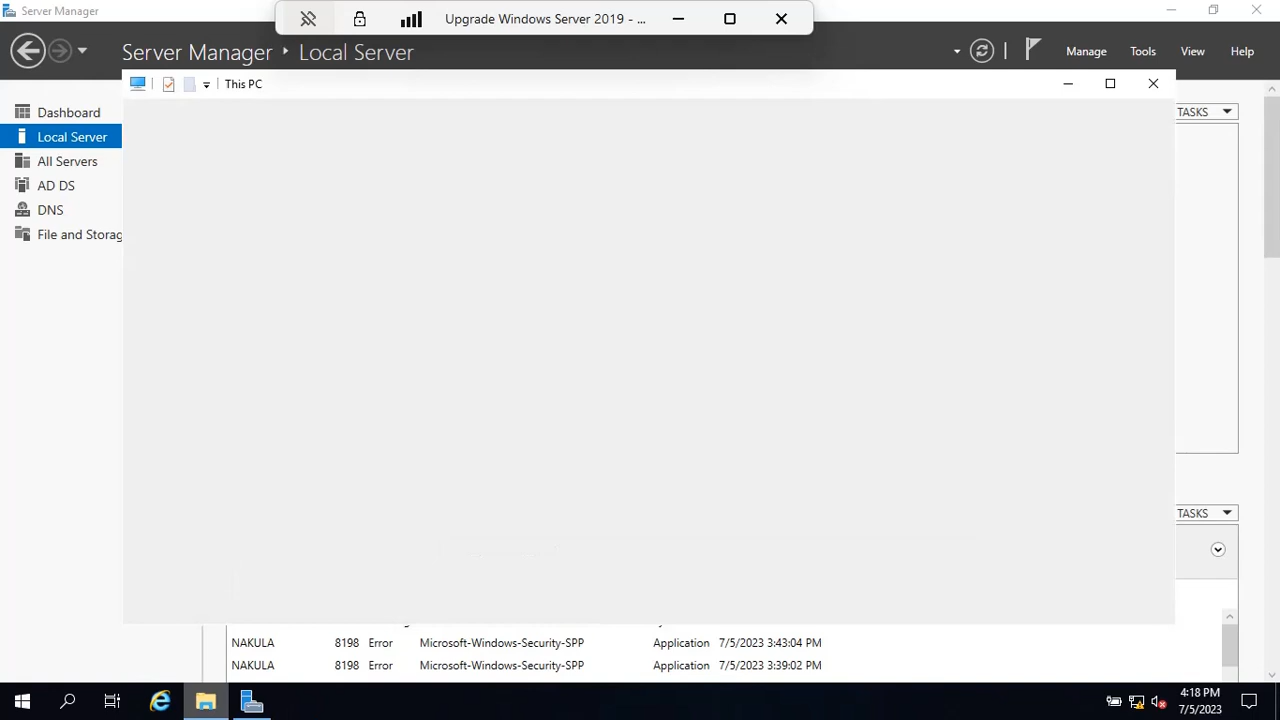 Server Manager
Upgrade Windows Server 2019 - ...
Server Manager
Local Server
Manage
Tools
View
Help
This PC
Dashboard
Local Server
All Servers
AD DS
DNS
File and Storag
TASKS
TASKS
NAKULA 8198 Error Microsoft-Windows-Security-SPP Application 7/5/2023 3:43:04 PM
NAKULA 8198 Error Microsoft-Windows-Security-SPP Application 7/5/2023 3:39:02 PM
4:18 PM
7/5/2023